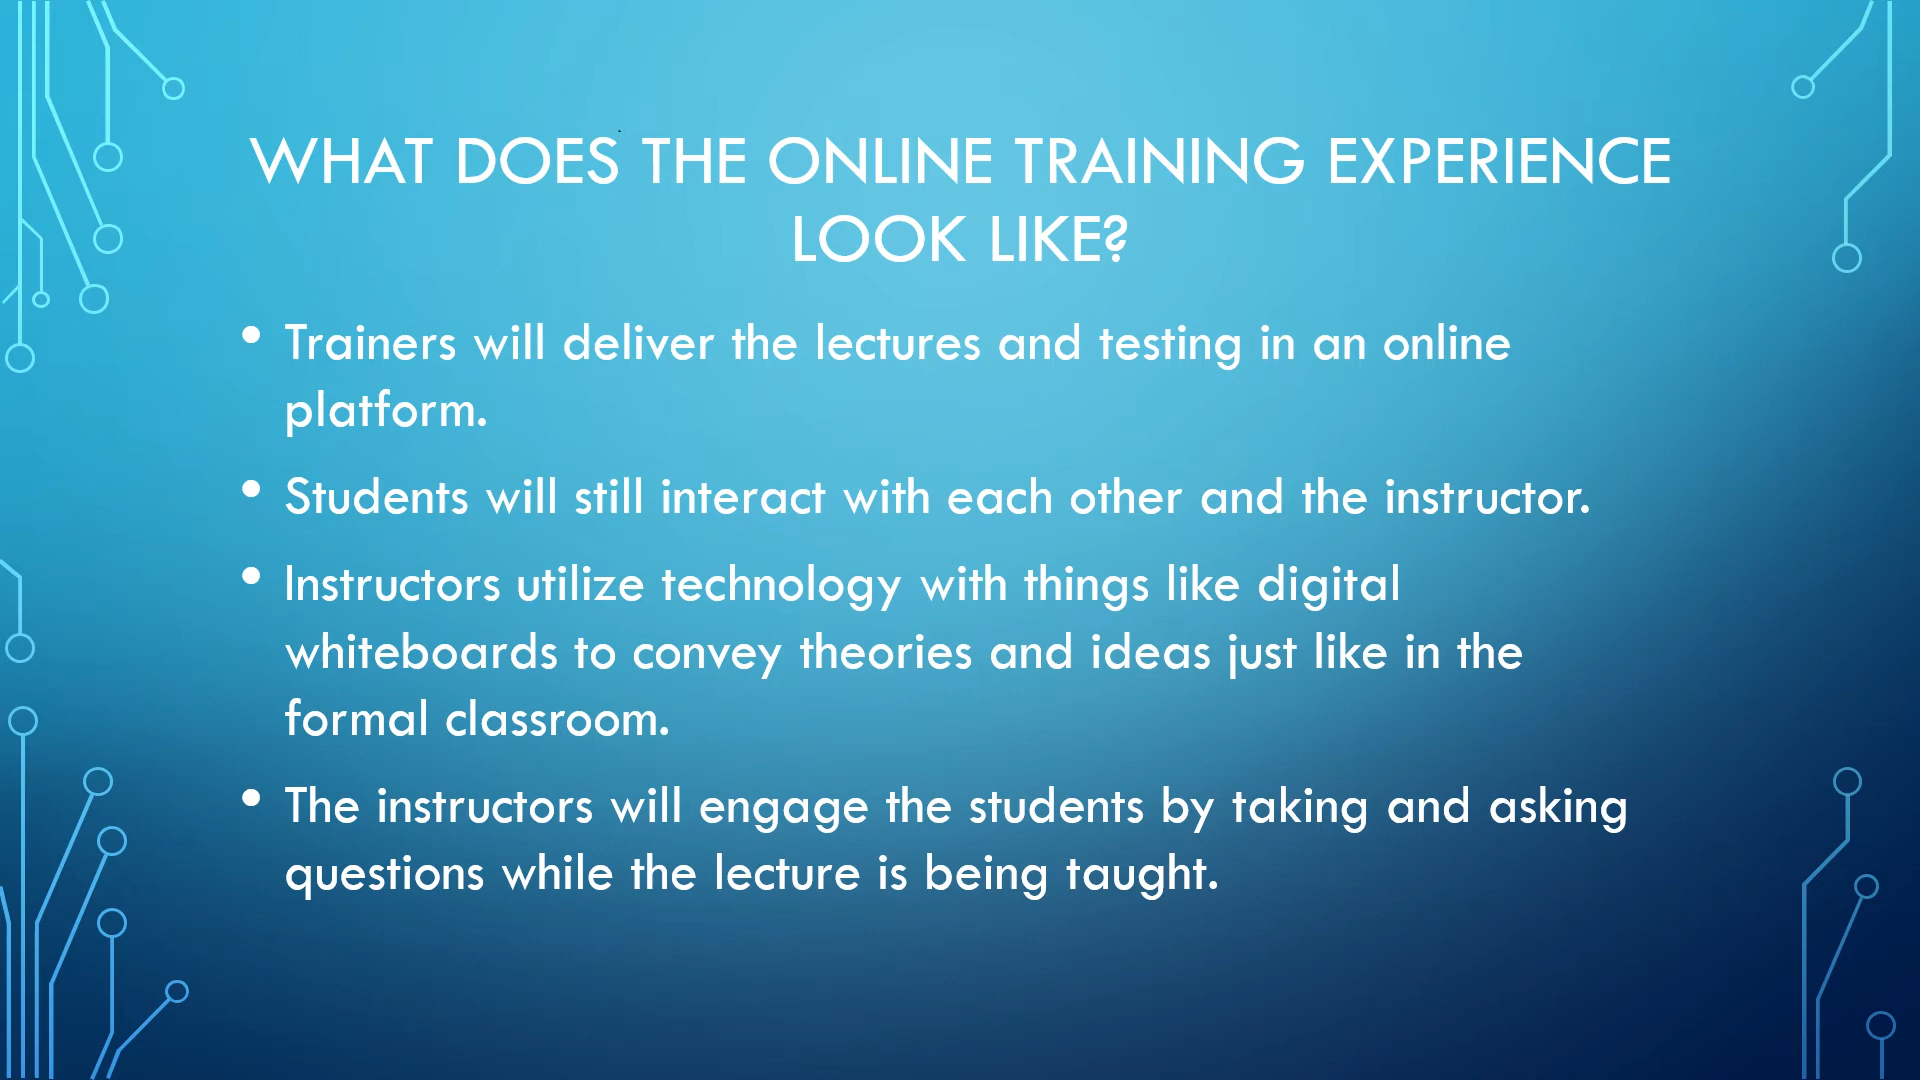 WHAT DOES THE ONLINE TRAINING EXPERIENCE
LOOK LIKE?
• Trainers will deliver the lectures and testing in an online
platform.
• Students will still interact with each other and the instructor.
• Instructors utilize technology with things like digital
whiteboards to convey theories and ideas just like in the
formal classroom.
• The instructors will engage the students by taking and asking
questions while the lecture is being taught.